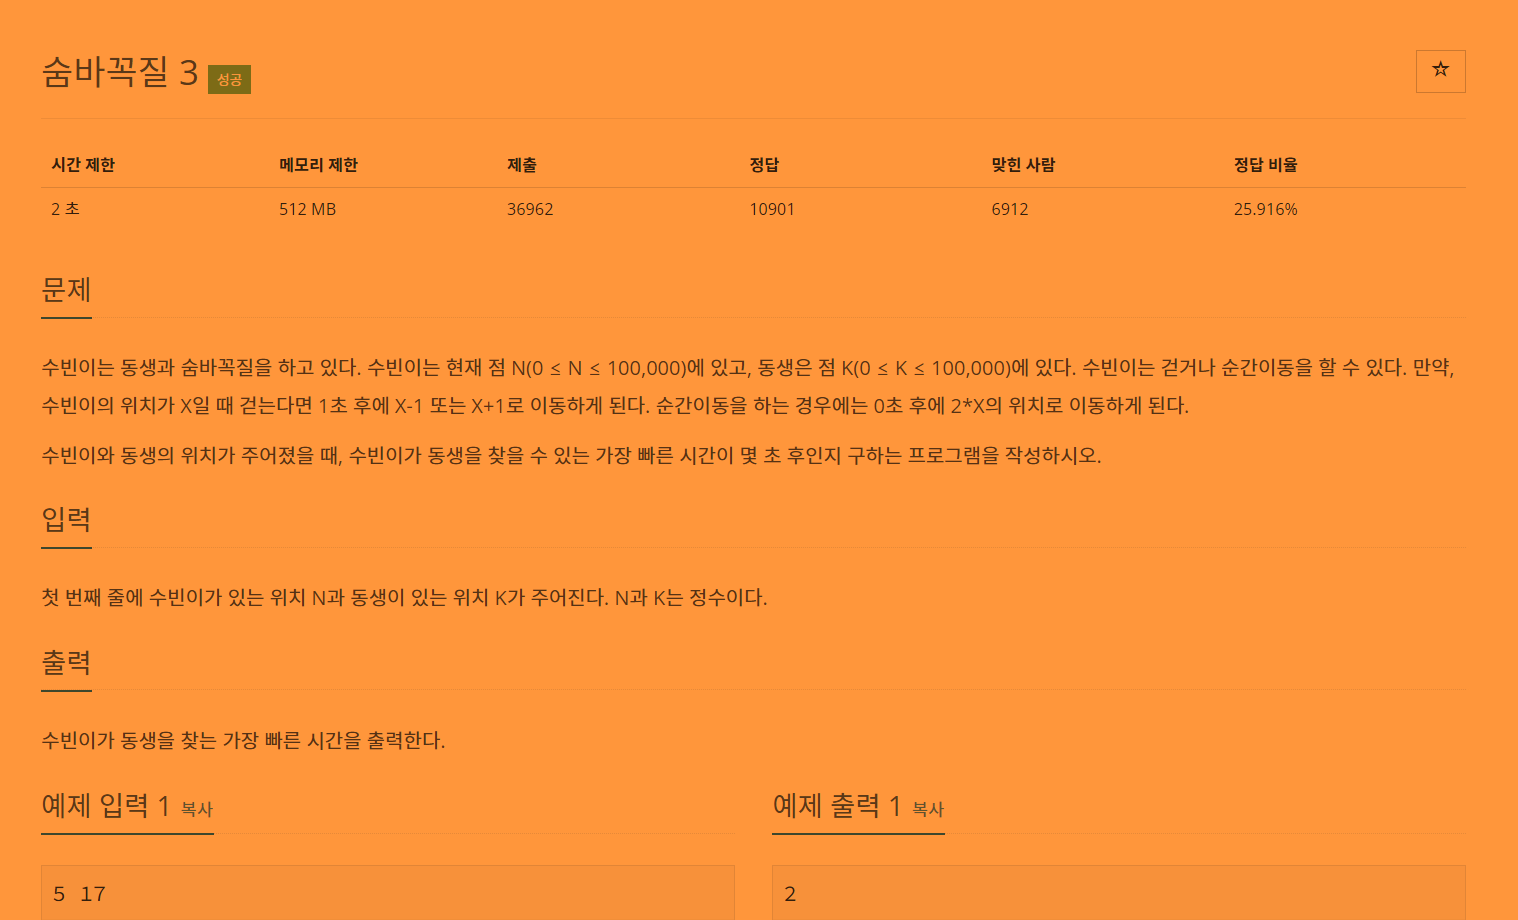 숨바꼭질 3 성공
☆
시간 제한 메모리 제한 제출 정답 맞힌 사람 정답 비율
2 초 512 MB 36962 10901 6912 25.916%
문제
수빈이는 동생과 숨바꼭질을 하고 있다. 수빈이는 현재 점 N(0 ≤ N ≤ 100,000)에 있고, 동생은 점 K(0 ≤ K ≤ 100,000)에 있다. 수빈이는 걷거나 순간이동을 할 수 있다. 만약,
수빈이의 위치가 X일 때 걷는다면 1초 후에 X-1 또는 X+1로 이동하게 된다. 순간이동을 하는 경우에는 0초 후에 2*X의 위치로 이동하게 된다.
수빈이와 동생의 위치가 주어졌을 때, 수빈이가 동생을 찾을 수 있는 가장 빠른 시간이 몇 초 후인지 구하는 프로그램을 작성하시오.
입력
첫 번째 줄에 수빈이가 있는 위치 N과 동생이 있는 위치 K가 주어진다. N과 K는 정수이다.
출력
수빈이가 동생을 찾는 가장 빠른 시간을 출력한다.
예제 입력 1 복사
5 17
예제 출력 1 복사
2